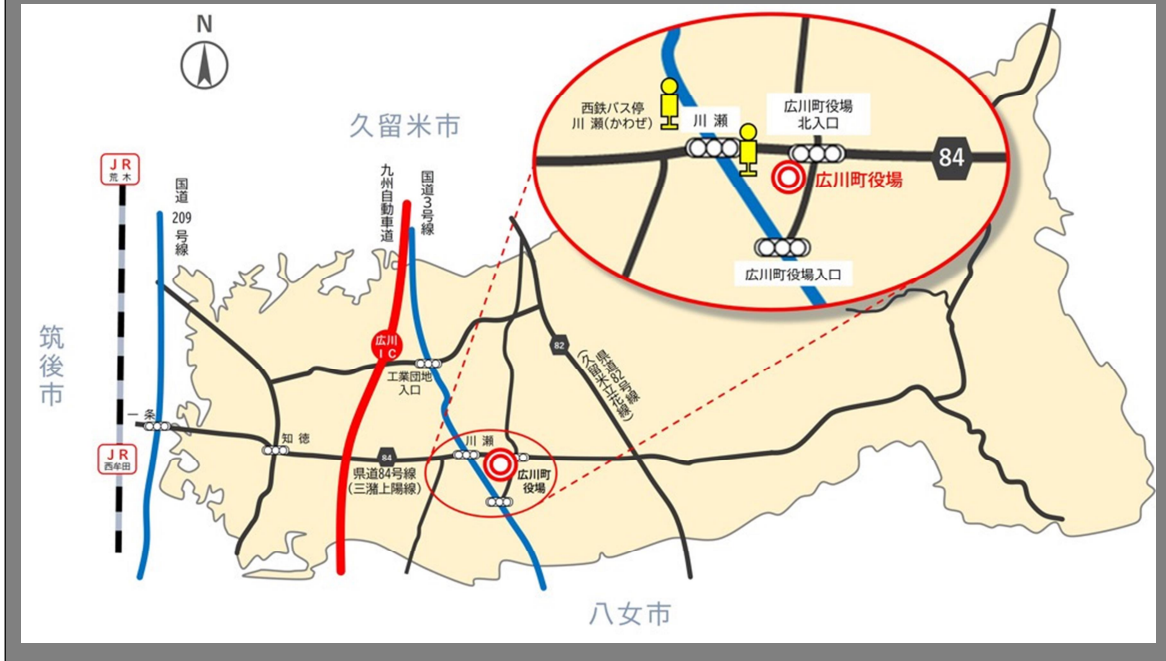 N
久留米市
筑後市
八女市
JR
荒木
国道
209
号線
九州自動車道
国道3号線
西鉄バス停
川瀬(かわぜ)
川瀬
広川町役場
北入口
84
広川町役場
広川町役場入口
広川
IC
工業団地
入口
82
県道82号線
(久留米立花線)
一条
JR
西牟田
知徳
84
県道84号線
(三潴上陽線)
川瀬
広川町
役場